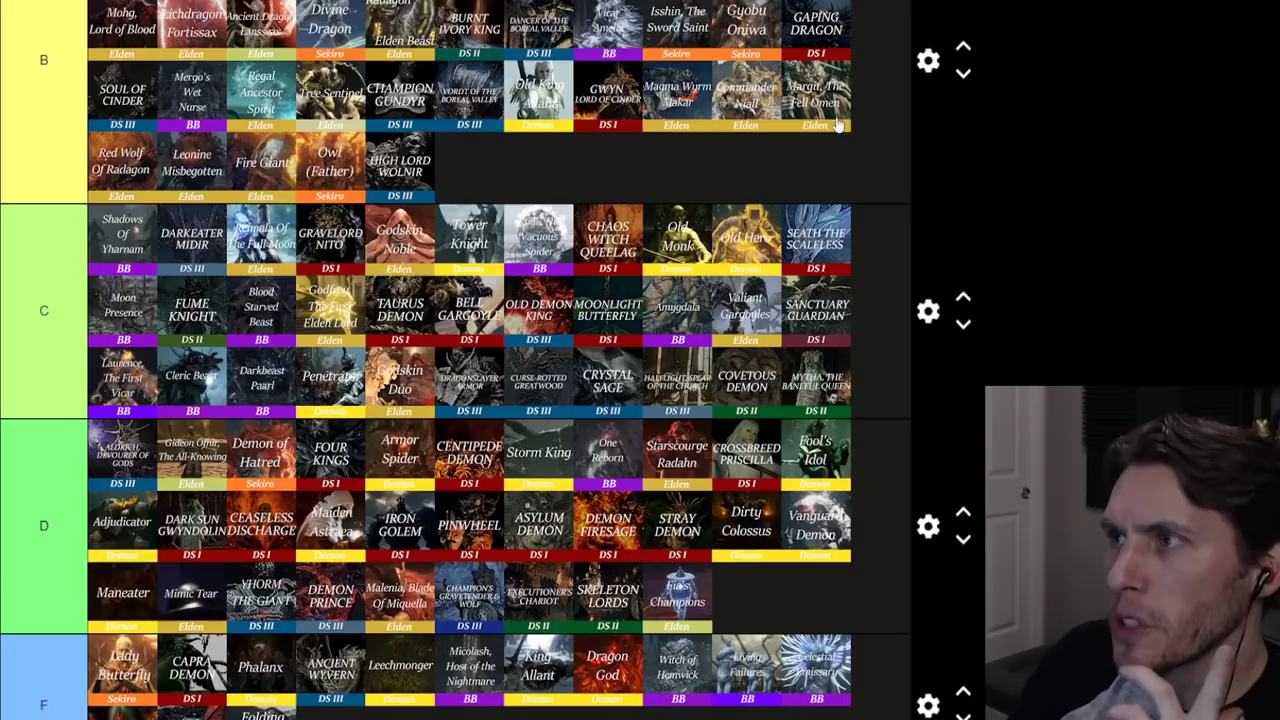 B
Mohg, Lord of Blood
Elden
Lichdragon Fortissax
Elden
Ancient Dragon Lansseax
Elden
Divine Dragon
Sekiro
Radagon
Elden Beast
Elden
BURNT IVORY KING
DS II
DANCER OF THE BOREAL VALLEY
DS III
Vicar Amelia
BB
Isshin, The Sword Saint
Sekiro
Gyobu Oniwa
Sekiro
GAPING DRAGON
DS I
SOUL OF CINDER
DS III
Mergo's Wet Nurse
BB
Regal Ancestor Spirit
Elden
Tree Sentinel
Elden
CHAMPION GUNDYR
DS III
VORDT OF THE BOREAL VALLEY
DS III
Old King Allant
Demon
GWYN LORD OF CINDER
DS I
Magma Wyrm Makar
Elden
Commander Niall
Elden
Margit, The Fell Omen
Elden
Red Wolf Of Radagon
Elden
Leonine Misbegotten
Elden
Fire Giant
Elden
Owl (Father)
Sekiro
HIGH LORD WOLNIR
DS III
C
Shadows Of Yharnam
BB
DARKEATER MIDIR
DS III
Rennala Of The Full Moon
Elden
GRAVELORD NITO
DS I
Godskin Noble
Elden
Tower Knight
Demon
Vacuous Spider
BB
CHAOS WITCH QUEELAG
DS I
Old Monk
Demon
Old Hero
Demon
SEATH THE SCALELESS
DS I
Moon Presence
BB
FUME KNIGHT
DS II
Blood Starved Beast
BB
Godfrey, The First Elden Lord
Elden
TAURUS DEMON
DS I
BELL GARGOYLE
DS I
OLD DEMON KING
DS III
MOONLIGHT BUTTERFLY
DS I
Amygdala
BB
Valiant Gargoyles
Elden
SANCTUARY GUARDIAN
DS I
Laurence, The First Vicar
BB
Cleric Beast
BB
Darkbeast Paarl
BB
Penetrator
Demon
Godskin Duo
Elden
DRAGONSLAYER ARMOR
DS III
CURSE-ROTTED GREATWOOD
DS III
CRYSTAL SAGE
DS III
HALFLIGHT, SPEAR OF THE CHURCH
DS III
COVETOUS DEMON
DS II
MYTHA, THE BANEFUL QUEEN
DS II
D
ALDRICH, DEVOURER OF GODS
DS III
Gideon Ofnir, The All-Knowing
Elden
Demon of Hatred
Sekiro
FOUR KINGS
DS I
Armor Spider
Demon
CENTIPEDE DEMON
DS I
Storm King
Demon
One Reborn
BB
Starscourge Radahn
Elden
CROSSBREED PRISCILLA
DS I
Fool's Idol
Demon
Adjudicator
Demon
DARK SUN GWYNDOLIN
DS I
CEASELESS DISCHARGE
DS I
Maiden Astraea
Demon
IRON GOLEM
DS I
PINWHEEL
DS I
ASYLUM DEMON
DS I
DEMON FIRESAGE
DS I
STRAY DEMON
DS I
Dirty Colossus
Demon
Vanguard Demon
Demon
Maneater
Demon
Mimic Tear
Elden
YHORM THE GIANT
DS III
DEMON PRINCE
DS III
Malenia, Blade Of Miquella
Elden
CHAMPION'S GRAVETENDER & WOLF
DS III
EXECUTIONER'S CHARIOT
DS II
SKELETON LORDS
DS II
Fia's Champions
Elden
F
Lady Butterfly
Sekiro
CAPRA DEMON
DS I
Phalanx
Demon
ANCIENT WYVERN
DS III
Leechmonger
Demon
Micolash, Host of the Nightmare
BB
King Allant
Demon
Dragon God
Demon
Witch of Hemwick
BB
Living Failures
BB
Celestial Emissary
BB
Folding